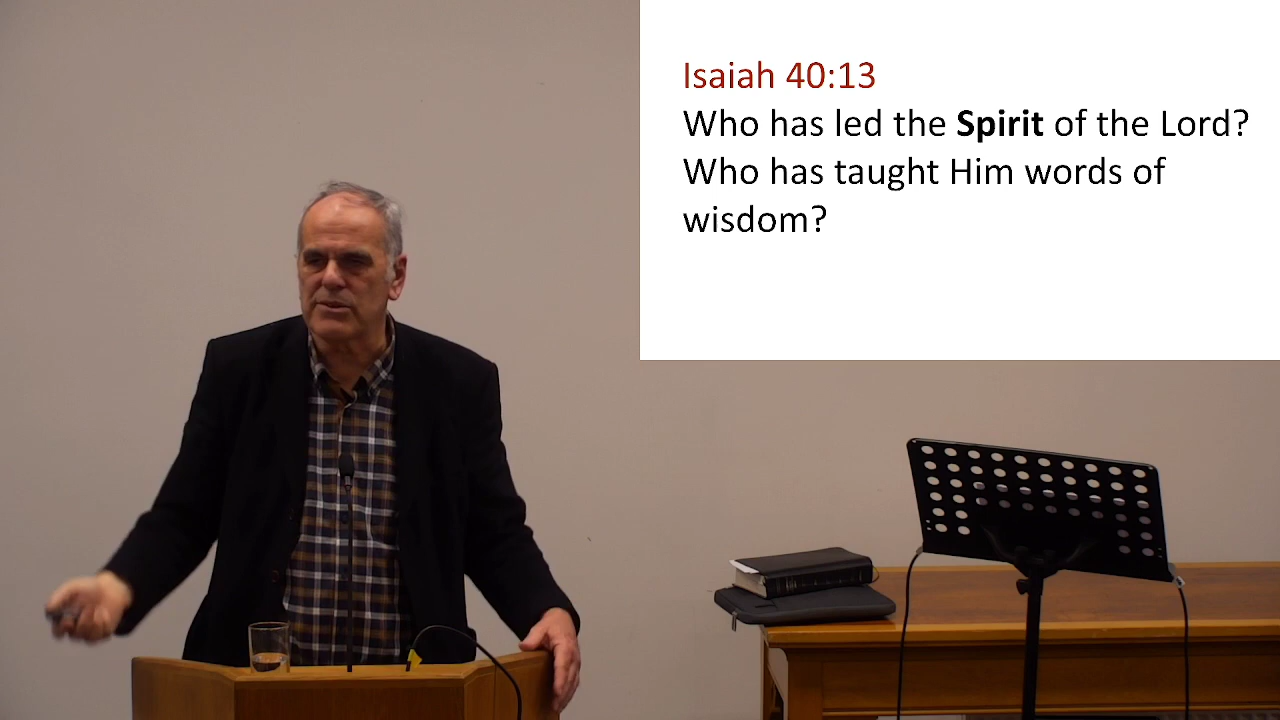 Isaiah 40:13
Who has led the Spirit of the Lord?
Who has taught Him words of
wisdom?